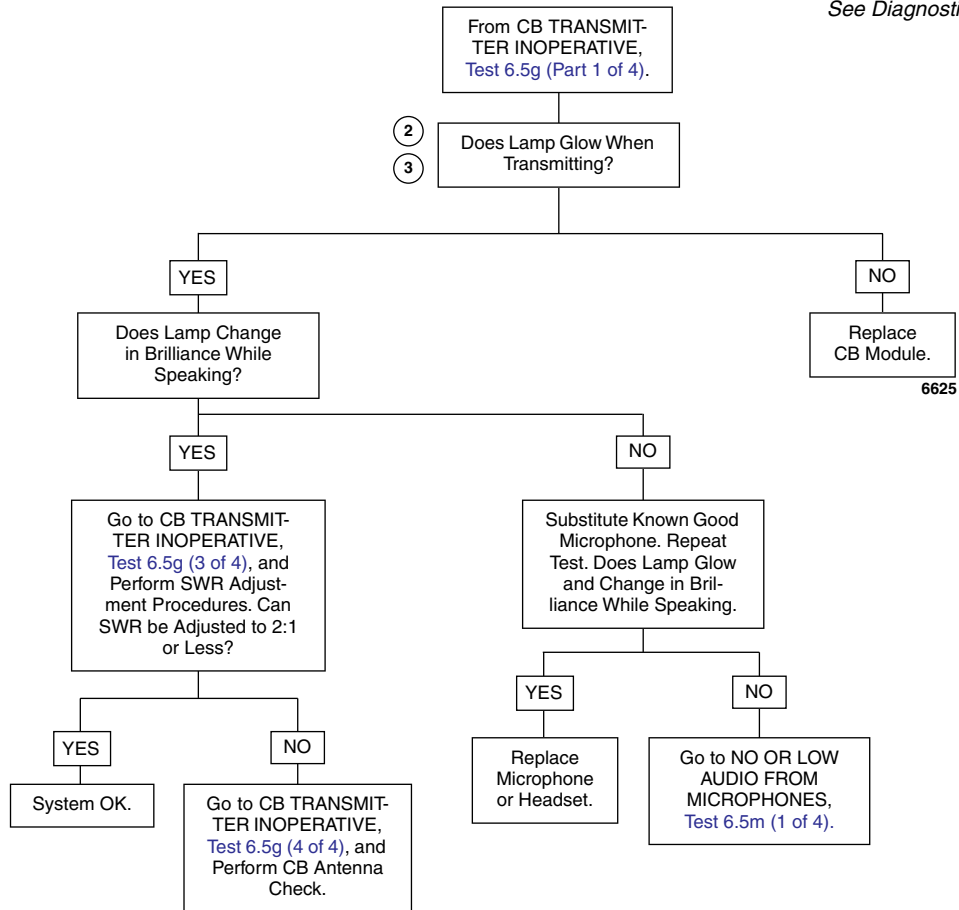 See Diagnosti
From CB TRANSMIT-
TER INOPERATIVE,
Test 6.5g (Part 1 of 4).
2
3
Does Lamp Glow When
Transmitting?
YES
NO
Does Lamp Change
in Brilliance While
Speaking?
Replace
CB Module.
6625
YES
NO
Go to CB TRANSMIT-
TER INOPERATIVE,
Test 6.5g (3 of 4), and
Perform SWR Adjust-
ment Procedures. Can
SWR be Adjusted to 2:1
or Less?
Substitute Known Good
Microphone. Repeat
Test. Does Lamp Glow
and Change in Bril-
liance While Speaking.
YES
NO
YES
NO
System OK.
Go to CB TRANSMIT-
TER INOPERATIVE,
Test 6.5g (4 of 4), and
Perform CB Antenna
Check.
Replace
Microphone
or Headset.
Go to NO OR LOW
AUDIO FROM
MICROPHONES,
Test 6.5m (1 of 4).